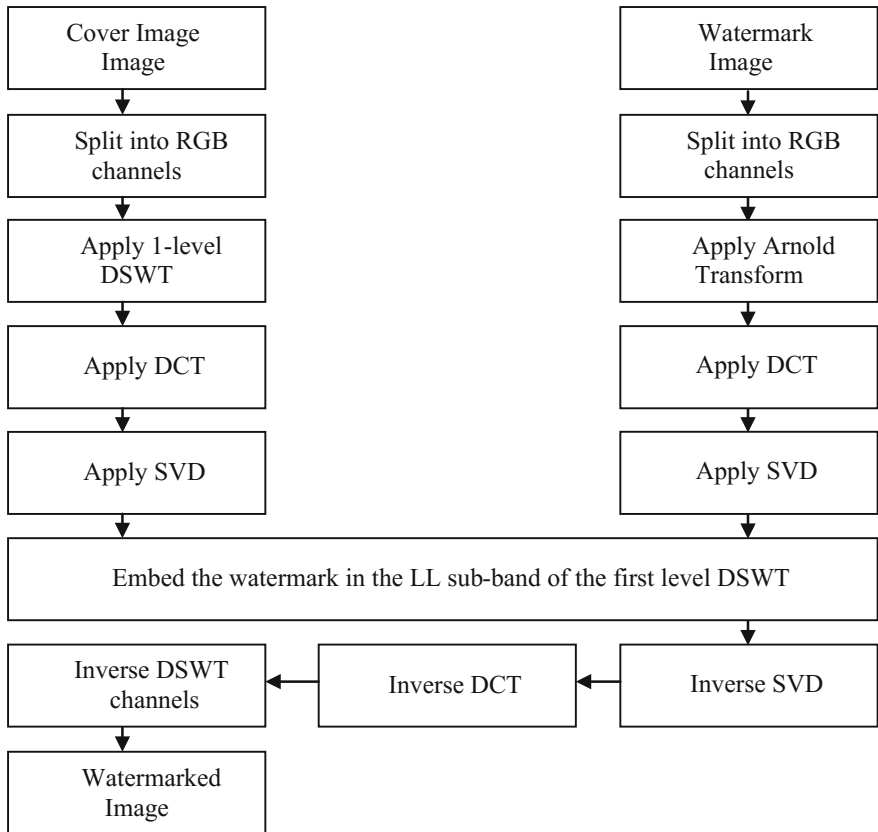 Cover Image
Image
Watermark
Image
Split into RGB
channels
Split into RGB
channels
Apply 1-level
DSWT
Apply Arnold
Transform
Apply DCT
Apply DCT
Apply SVD
Apply SVD
Embed the watermark in the LL sub-band of the first level DSWT
Inverse DSWT
channels
Inverse DCT
Inverse SVD
Watermarked
Image